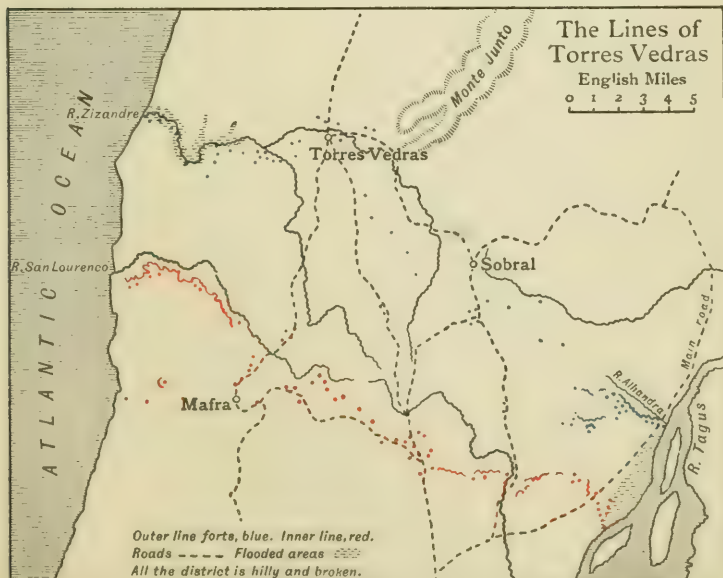 The Lines of
Torres Vedras
English Miles
0 1 2 3 4 5
Monte Junto
R. Zizandre
Torres Vedras
ATLANTIC OCEAN
R. San Lourenco
Sobral
Main road
R. Alhandra
Mafra
R. Tagus
Outer line forts, blue. Inner line, red.
Roads Flooded areas
All the district is hilly and broken.